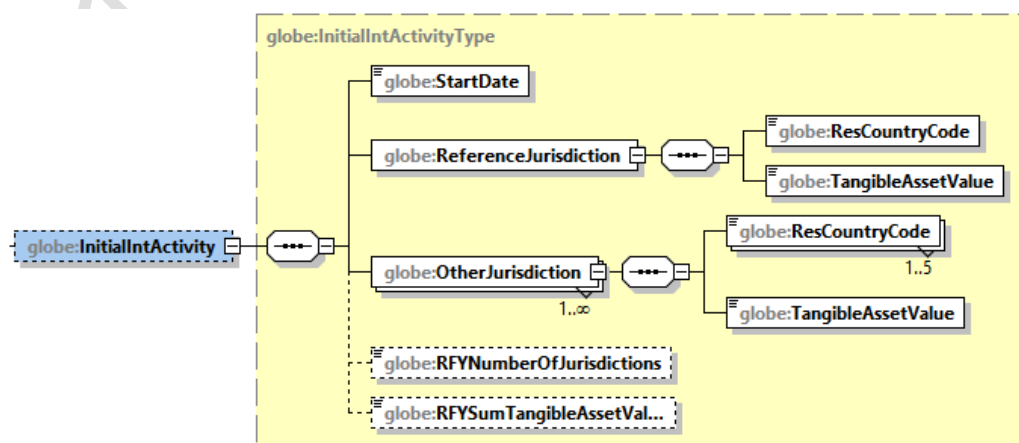 globe:InitialIntActivityType
globe:StartDate
globe:ReferenceJurisdiction
globe:ResCountryCode
globe:TangibleAssetValue
globe:InitialIntActivity
globe:OtherJurisdiction
1..∞
globe:ResCountryCode
1..5
globe:TangibleAssetValue
globe:RFYNumberOfJurisdictions
globe:RFYSumTangibleAssetVal...